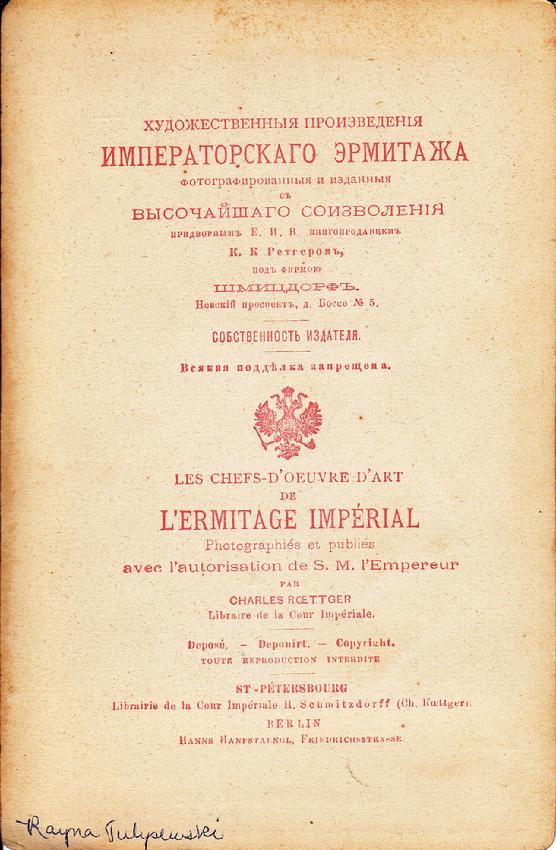 ХУДОЖЕСТВЕННЫЯ ПРОИЗВЕДЕНІЯ
ИМПЕРАТОРСКАГО ЭРМИТАЖА
фотографированныя и изданныя
съ
ВЫСОЧАЙШАГО СОИЗВОЛЕНІЯ
ПРИДВОРНЫМЪ Е. И. В. КНИГОПРОДАВЦЕМЪ
К. К Ретгеромъ,
ПОДЪ ФИРМОЮ
ШМИЦДОРФЪ.
Невскій проспектъ, д. Боссе № 5.
СОБСТВЕННОСТЬ ИЗДАТЕЛЯ.
Всякая поддѣлка запрещена.
LES CHEFS-D'OEUVRE D'ART
DE
L'ERMITAGE IMPÉRIAL
Photographiés et publiés
avec l'autorisation de S. M. l'Empereur
PAR
CHARLES RŒTTGER
Libraire de la Cour Impériale.
Deposé. – Deponirt. – Copyright.
TOUTE REPRODUCTION INTERDITE
ST-PÉTERSBOURG
Librairie de la Cour Impériale H. Schmitzdorff (Ch. Rœttger).
BERLIN
HANNS HANFSTAENGL, FRIEDRICHSSTRASSE
Rayna